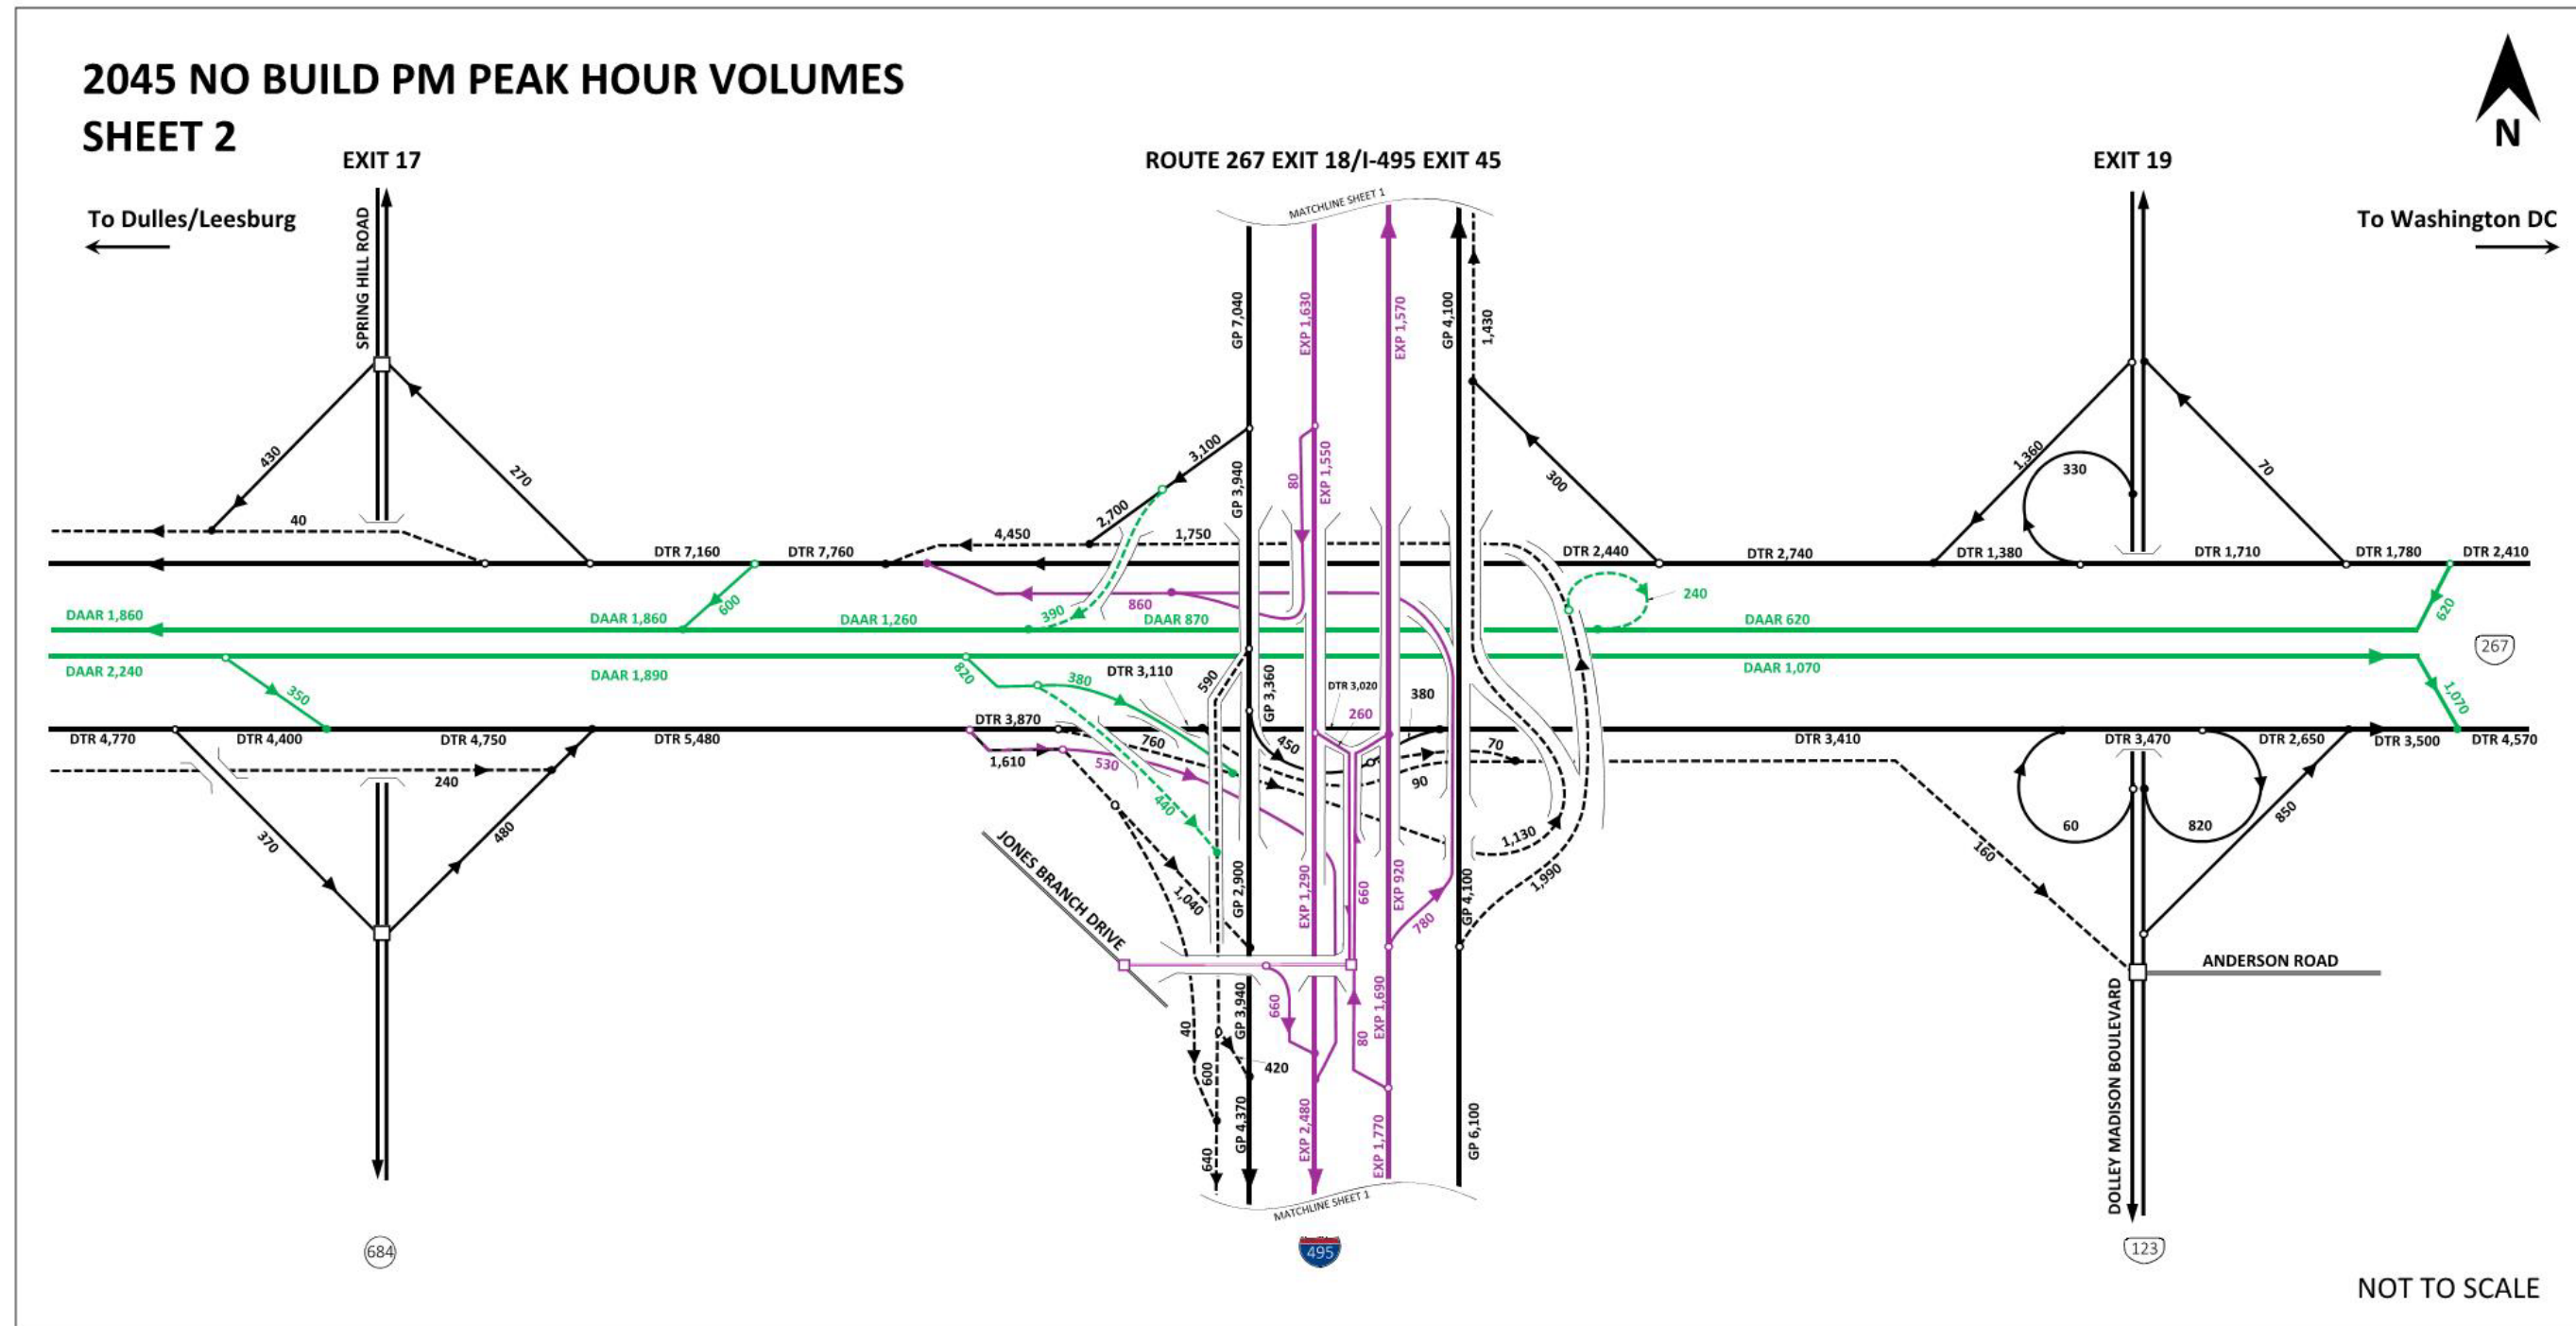 2045 NO BUILD PM PEAK HOUR VOLUMES
SHEET 2
EXIT 17
ROUTE 267 EXIT 18/I-495 EXIT 45
EXIT 19
N
To Dulles/Leesburg
To Washington DC
MATCHLINE SHEET 1
SPRING HILL ROAD
GP 7,040
EXP 1,630
EXP 1,570
GP 4,100
1,430
430
270
3,100
GP 3,940
80
EXP 1,550
300
1,360
330
70
40
2,700
4,450
1,750
DTR 7,160
DTR 7,760
DTR 2,440
DTR 2,740
DTR 1,380
DTR 1,710
DTR 1,780
DTR 2,410
600
860
390
240
620
DAAR 1,860
DAAR 1,860
DAAR 1,260
DAAR 870
DAAR 620
267
DAAR 2,240
DAAR 1,890
DAAR 1,070
350
820
380
DTR 3,110
590
GP 3,360
DTR 3,020
380
260
1,070
DTR 4,770
DTR 4,400
DTR 4,750
DTR 5,480
DTR 3,870
760
450
70
DTR 3,410
DTR 3,470
DTR 2,650
DTR 3,500
DTR 4,570
1,610
530
90
240
440
370
480
1,130
1,990
60
820
850
160
JONES BRANCH DRIVE
1,040
GP 2,900
EXP 1,290
660
EXP 920
780
GP 4,100
ANDERSON ROAD
DOLLEY MADISON BOULEVARD
40
600
GP 3,940
420
660
80
EXP 1,690
640
GP 4,370
EXP 2,480
EXP 1,770
GP 6,100
MATCHLINE SHEET 1
684
495
123
NOT TO SCALE